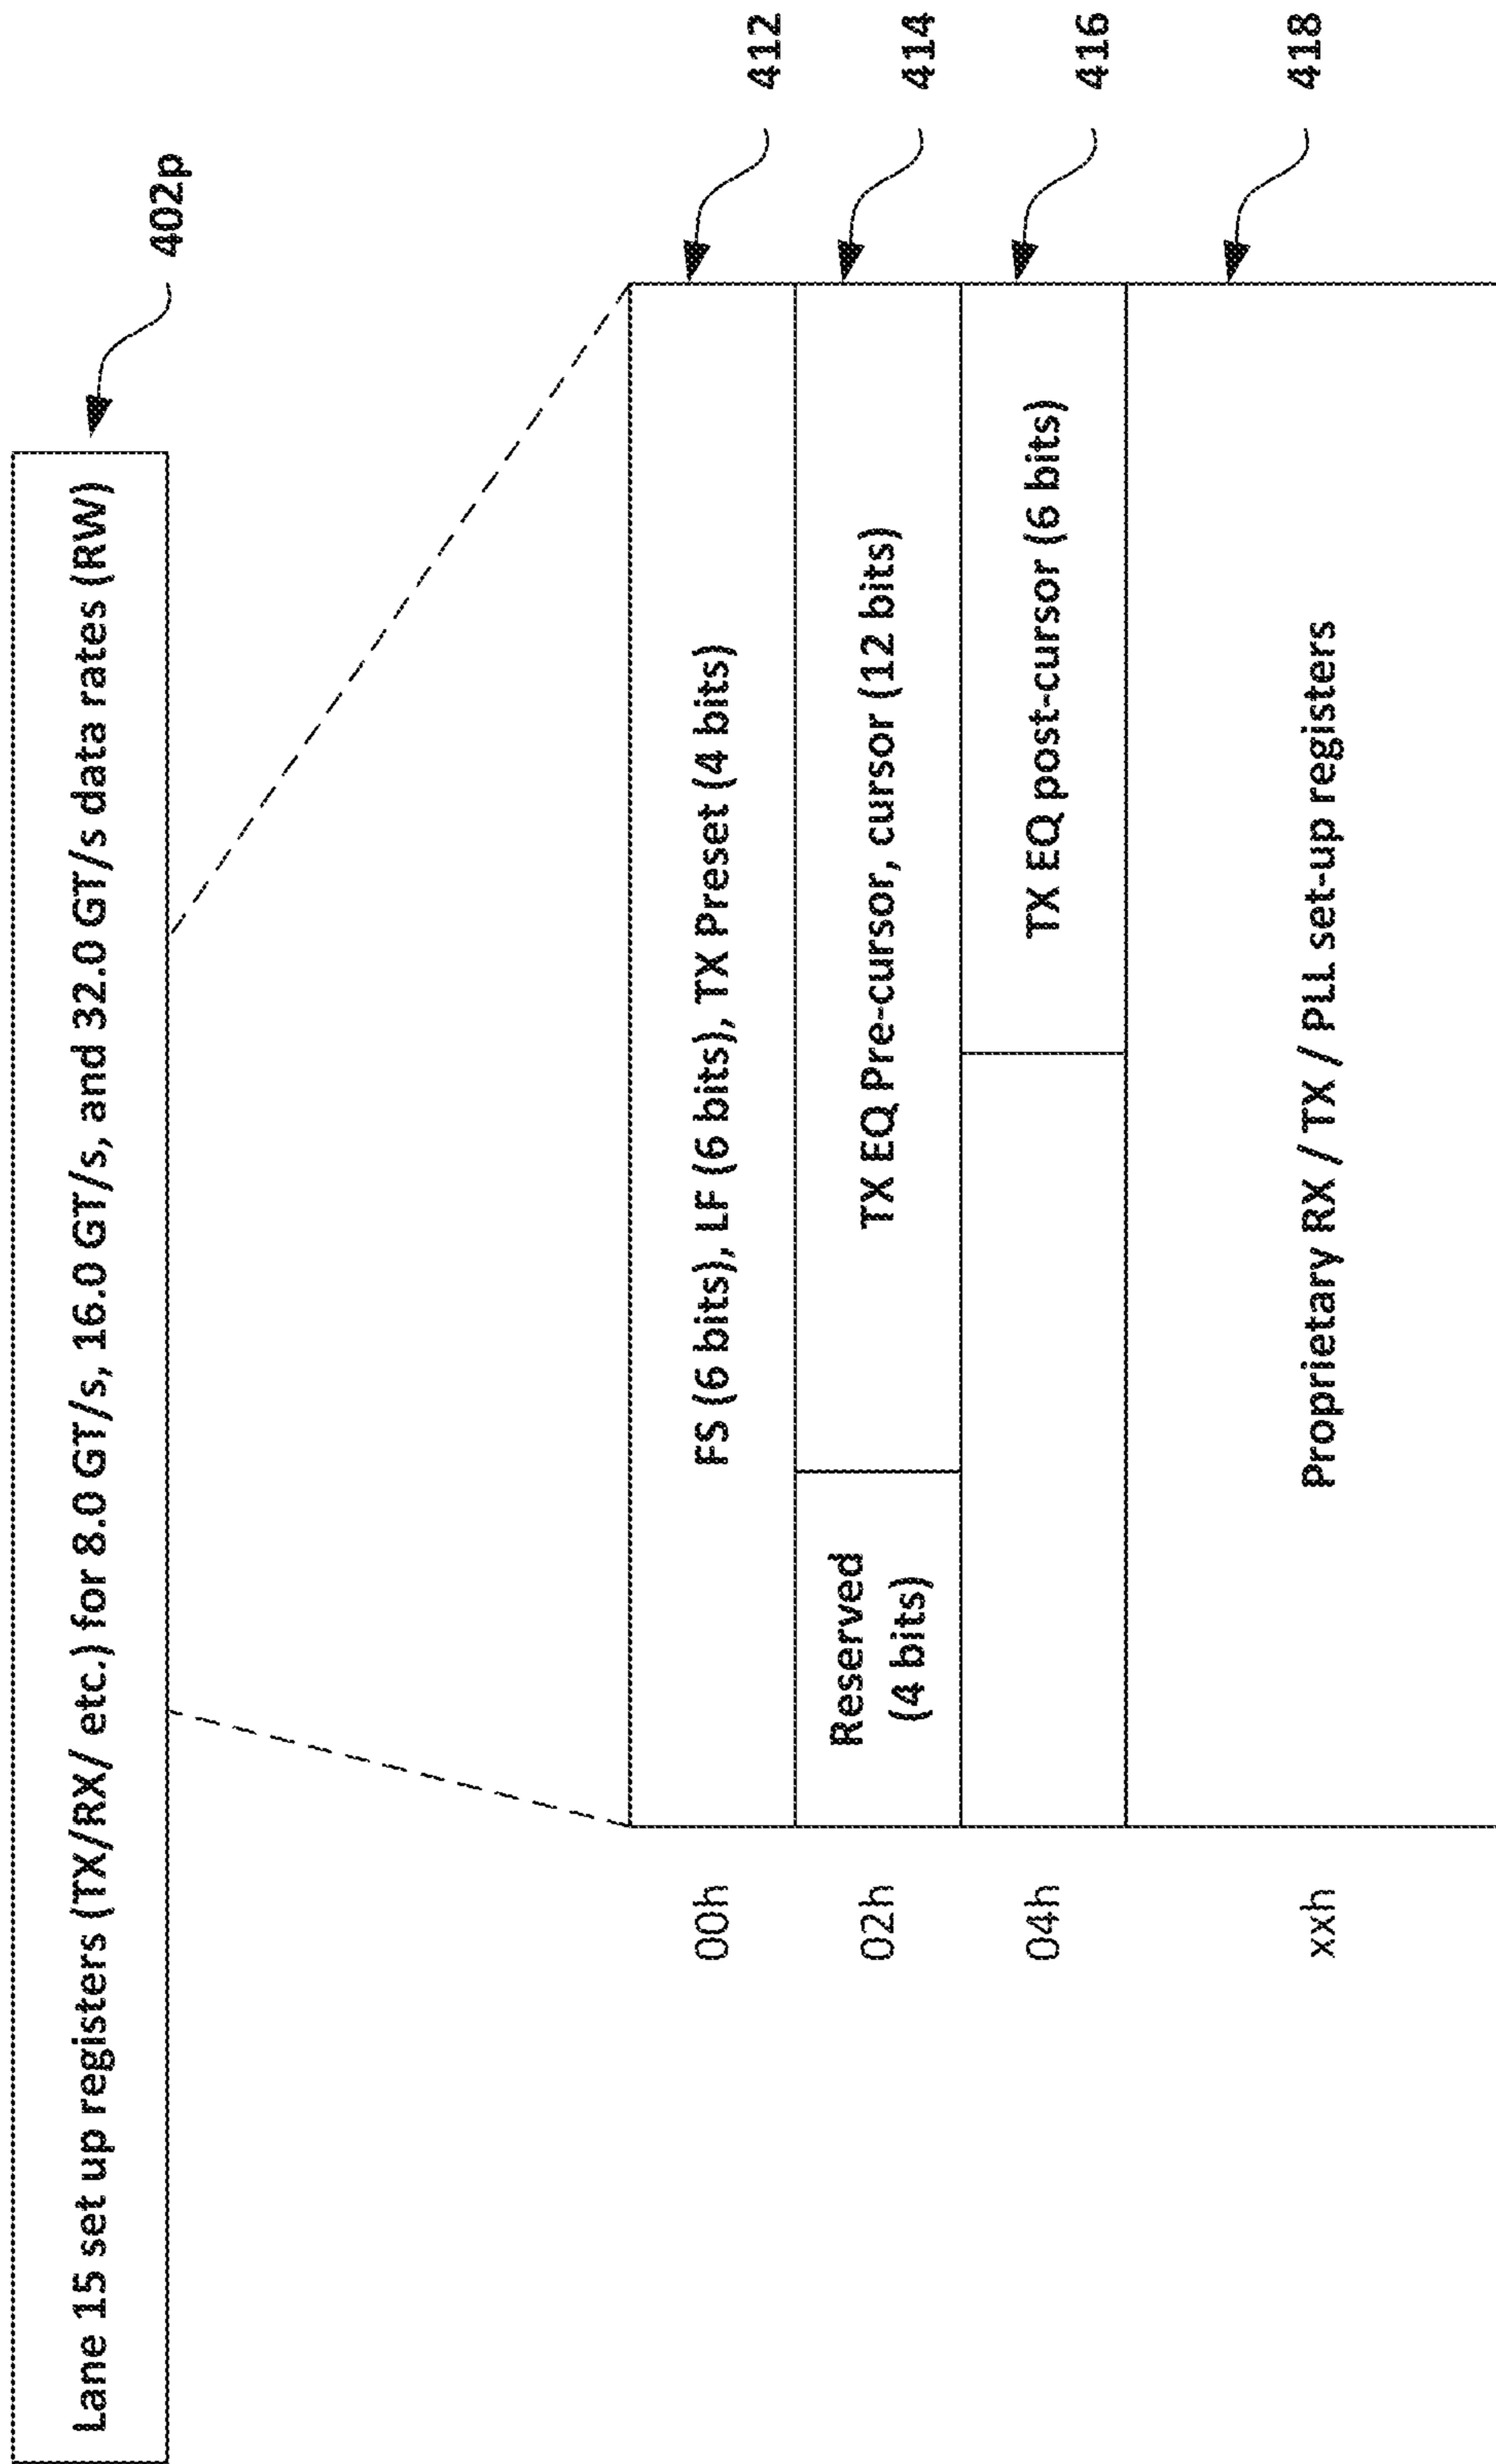 Lane 15 set up registers (TX/RX/ etc.) for 8.0 GT/s, 16.0 GT/s, and 32.0 GT/s data rates (RW)
402p
00h
FS (6 bits), LF (6 bits), TX Preset (4 bits)
412
02h
Reserved
(4 bits)
TX EQ Pre-cursor, cursor (12 bits)
414
04h
TX EQ post-cursor (6 bits)
416
xxh
Proprietary RX / TX / PLL set-up registers
418